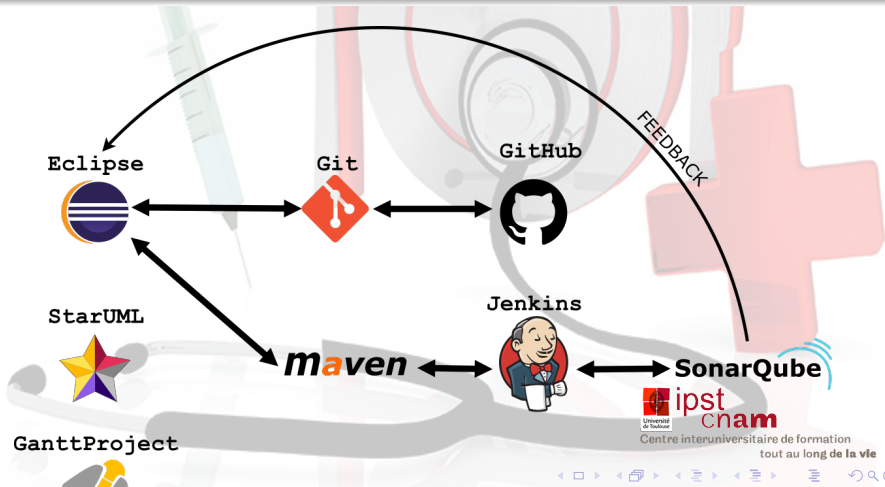 FEEDBACK
Eclipse
Git
GitHub
StarUML
maven
Jenkins
SonarQube
GanttProject
Université
de Toulouse
ipst
cnam
Centre interuniversitaire de formation
tout au long de la vie